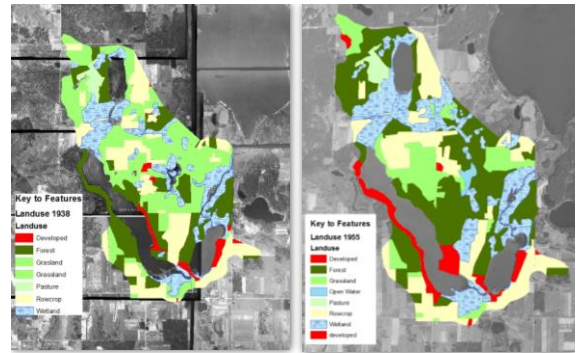 Key to Features
Landuse 1938
Landuse
Developed
Forest
Grassland
Grassland
Pasture
Rowcrop
Wetland
Key to Features
Landuse 1955
Landuse
Developed
Forest
Grassland
Open Water
Pasture
Rowcrop
Wetland
developed